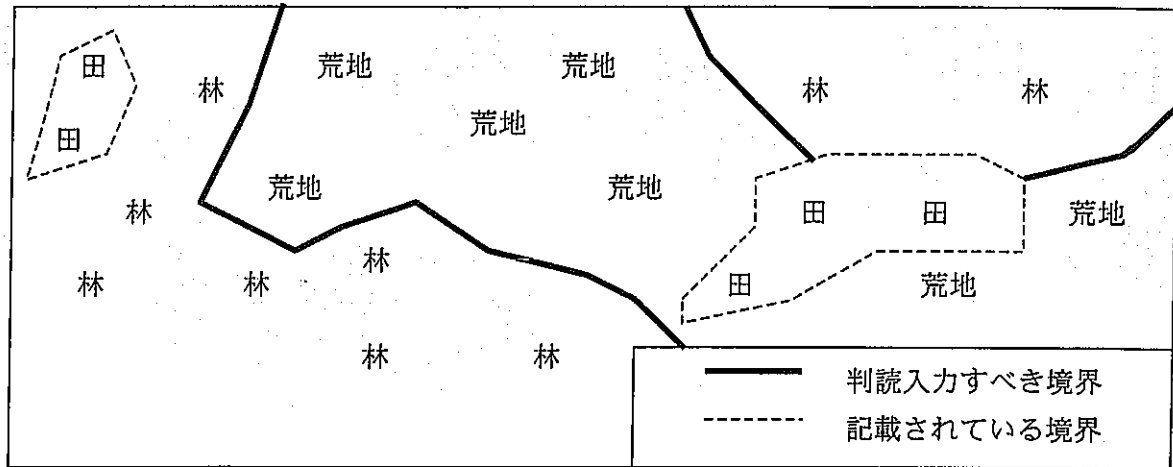 田 荒地 荒地
林 林 林
荒地
田
荒地 荒地
林 田 田 荒地
林
林 林 田 荒地
林 林
判読入力すべき境界
記載されている境界